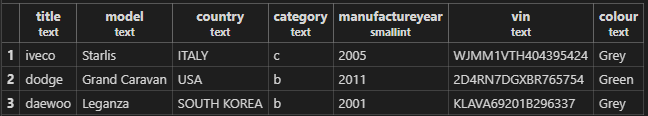 title model country category manufactureyear vin colour
text text text text smallint text text
1 iveco Starlis ITALY c 2005 WJMM1VTH404395424 Grey
2 dodge Grand Caravan USA b 2011 2D4RN7DGXBR765754 Green
3 daewoo Leganza SOUTH KOREA b 2001 KLAVA69201B296337 Grey